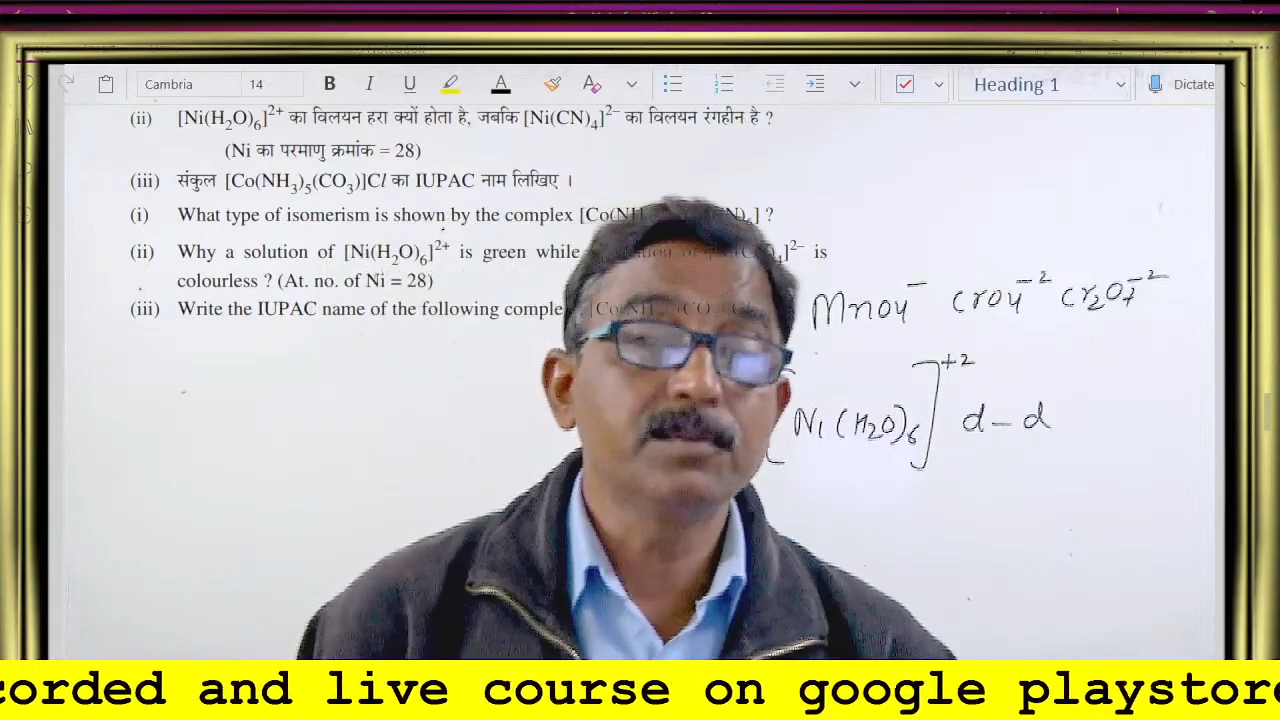 Cambria 14 B I U A Heading 1 Dictate
(ii) [Ni(H₂O)₆]²⁺ का विलयन हरा क्यों होता है, जबकि [Ni(CN)₄]²⁻ का विलयन रंगहीन है ?
(Ni का परमाणु क्रमांक = 28)
(iii) संकुल [Co(NH₃)₅(CO₃)]Cl का IUPAC नाम लिखिए ।
(i) What type of isomerism is shown by the complex [Co(NH ?
(ii) Why a solution of [Ni(H₂O)₆]²⁺ is green while ₄]²⁻ is
colourless ? (At. no. of Ni = 28)
(iii) Write the IUPAC name of the following comple
MnO4⁻ CrO4⁻² Cr₂O7⁻²
[Ni(H₂O)₆]⁺² d – d
corded and live course on google playstore